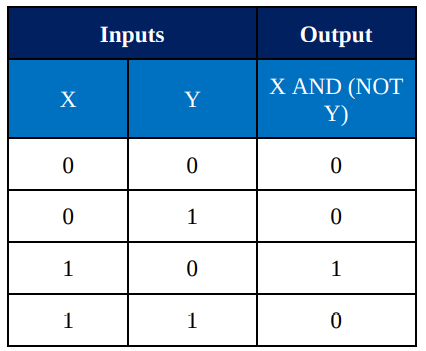 Inputs Output
X Y X AND (NOT
Y)
0 0 0
0 1 0
1 0 1
1 1 0